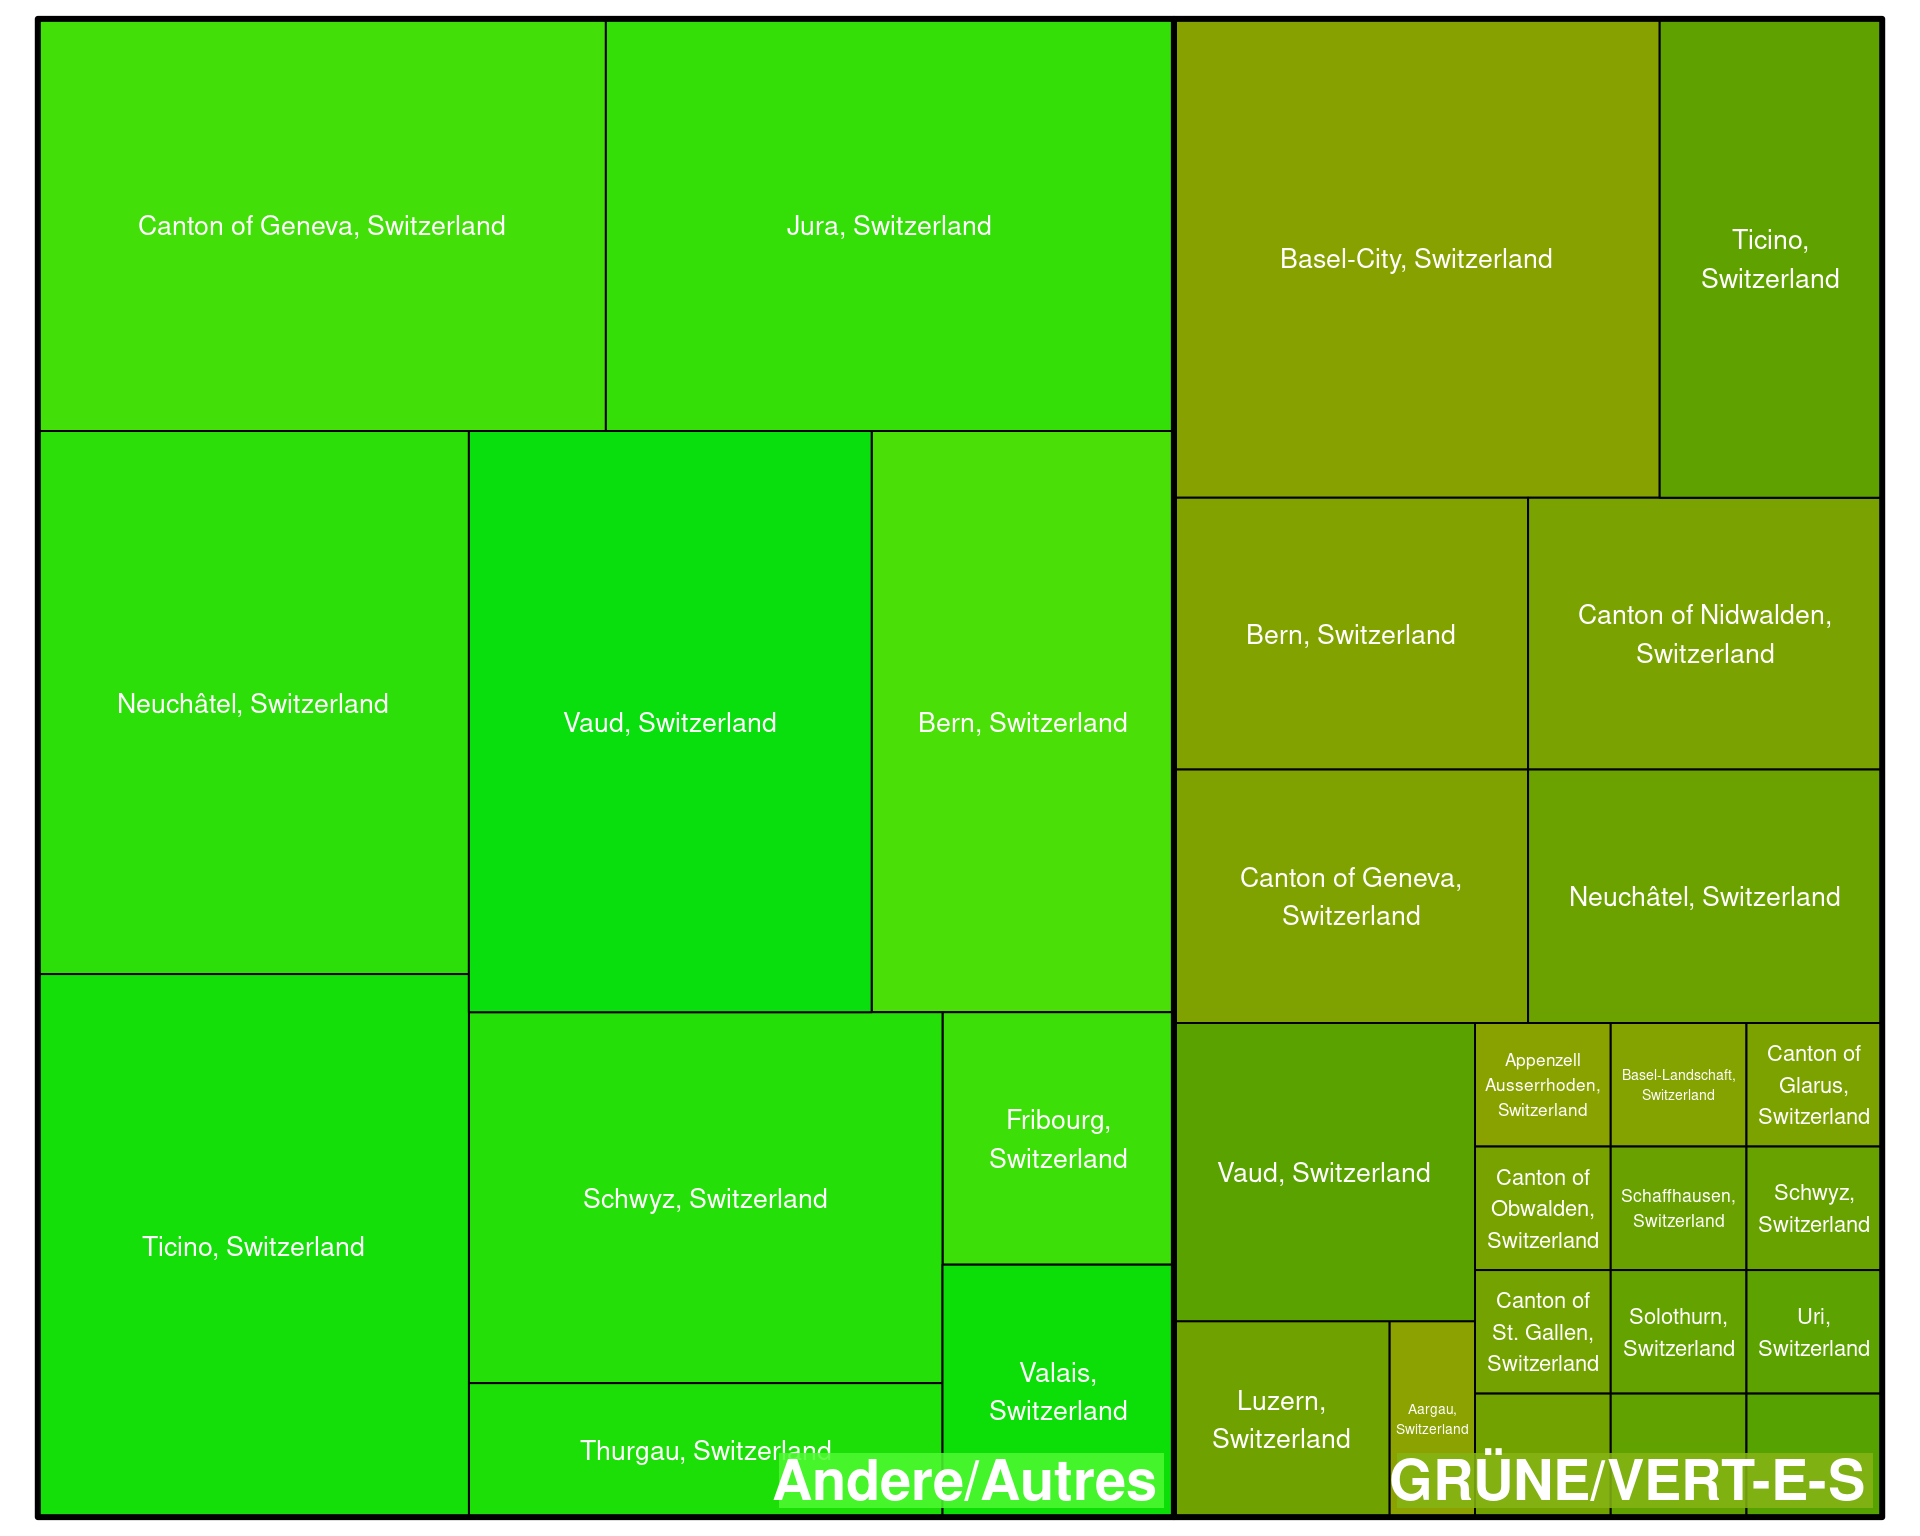 Canton of Geneva, Switzerland
Jura, Switzerland
Neuchâtel, Switzerland
Vaud, Switzerland
Bern, Switzerland
Ticino, Switzerland
Schwyz, Switzerland
Fribourg,
Switzerland
Valais,
Switzerland
Thurgau, Switzerland
Andere/Autres
Basel-City, Switzerland
Ticino,
Switzerland
Bern, Switzerland
Canton of Nidwalden,
Switzerland
Canton of Geneva,
Switzerland
Neuchâtel, Switzerland
Vaud, Switzerland
Appenzell
Ausserrhoden,
Switzerland
Basel-Landschaft,
Switzerland
Canton of
Glarus,
Switzerland
Canton of
Obwalden,
Switzerland
Schaffhausen,
Switzerland
Schwyz,
Switzerland
Canton of
St. Gallen,
Switzerland
Solothurn,
Switzerland
Uri,
Switzerland
Luzern,
Switzerland
Aargau,
Switzerland
GRÜNE/VERT-E-S